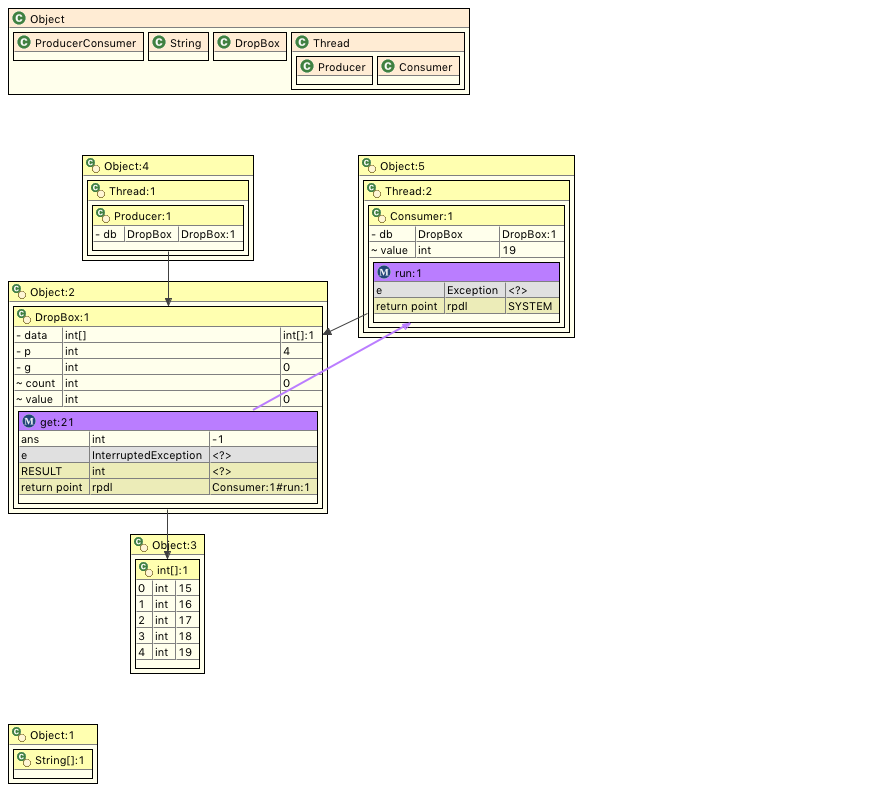 C Object
C ProducerConsumer C String C DropBox C Thread
C Producer C Consumer
C Object:4
C Thread:1
C Producer:1
- db DropBox DropBox:1
C Object:5
C Thread:2
C Consumer:1
- db DropBox DropBox:1
~ value int 19
M run:1
e Exception <?>
return point rpdl SYSTEM
C Object:2
C DropBox:1
- data int[] int[]:1
- p int 4
- g int 0
~ count int 0
~ value int 0
M get:21
ans int -1
e InterruptedException <?>
RESULT int <?>
return point rpdl Consumer:1#run:1
C Object:3
C int[]:1
0 int 15
1 int 16
2 int 17
3 int 18
4 int 19
C Object:1
C String[]:1